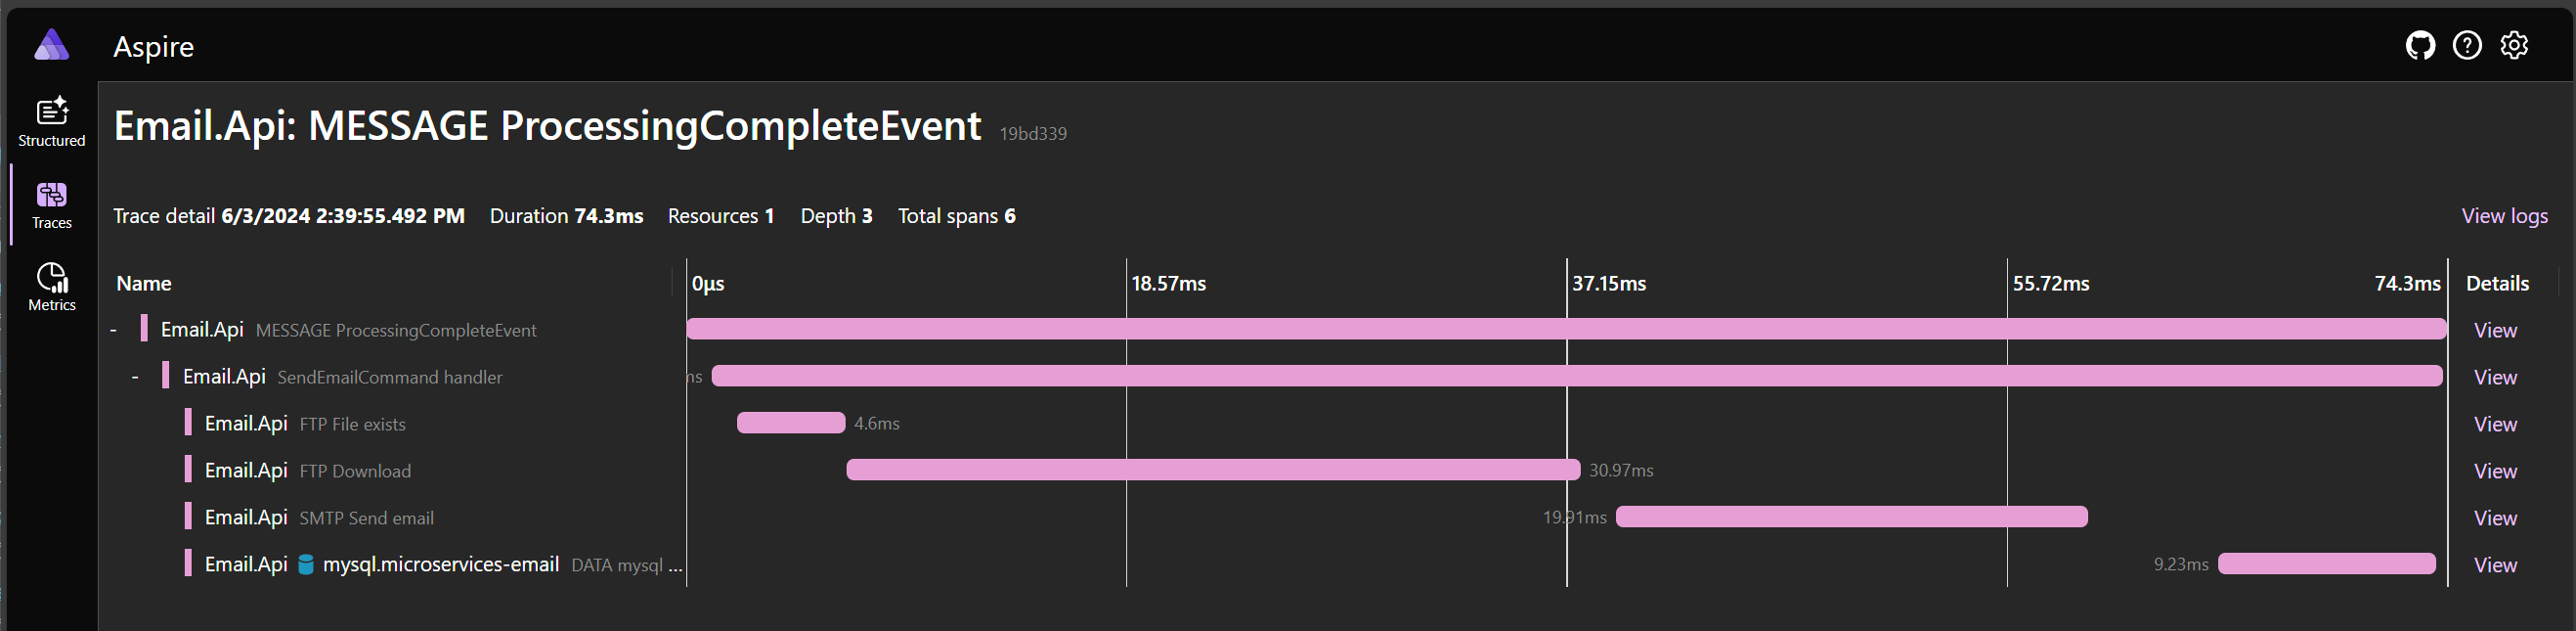 Aspire
Structured
Traces
Metrics
Email.Api: MESSAGE ProcessingCompleteEvent 19bd339
Trace detail 6/3/2024 2:39:55.492 PM Duration 74.3ms Resources 1 Depth 3 Total spans 6 View logs
Name 0µs 18.57ms 37.15ms 55.72ms 74.3ms Details
- Email.Api MESSAGE ProcessingCompleteEvent View
- Email.Api SendEmailCommand handler View
Email.Api FTP File exists 4.6ms View
Email.Api FTP Download 30.97ms View
Email.Api SMTP Send email 19.91ms View
Email.Api mysql.microservices-email DATA mysql ... 9.23ms View